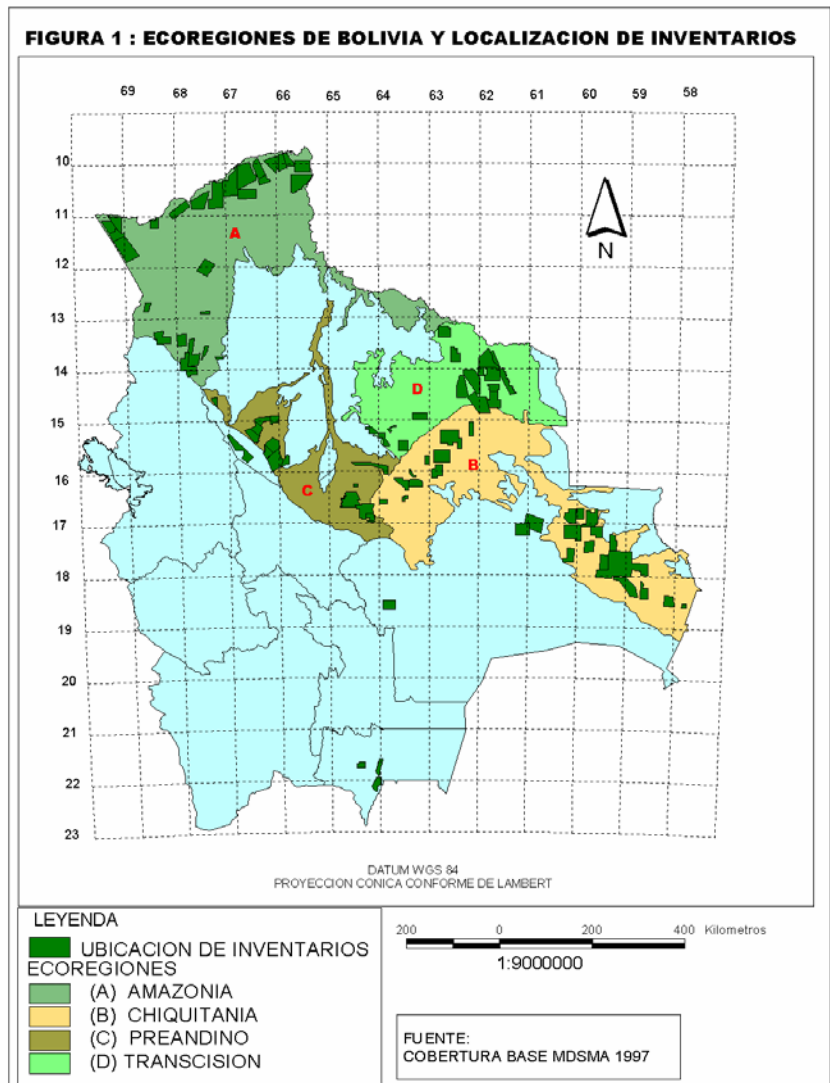 FIGURA 1 : ECOREGIONES DE BOLIVIA Y LOCALIZACION DE INVENTARIOS
69 68 67 66 65 64 63 62 61 60 59 58
10
11
A
N
12
13
14
D
15
B
16
C
17
18
19
20
21
22
23
DATUM WGS 84
PROYECCION CONICA CONFORME DE LAMBERT
LEYENDA
UBICACION DE INVENTARIOS
ECOREGIONES
(A) AMAZONIA
(B) CHIQUITANIA
(C) PREANDINO
(D) TRANSCISION
200 0 200 400 Kilometros
1:9000000
FUENTE:
COBERTURA BASE MDSMA 1997